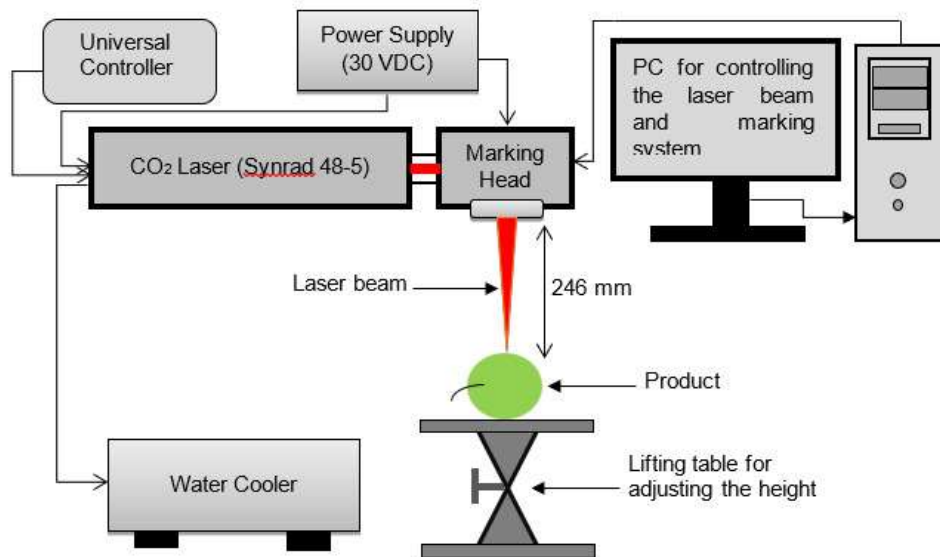 Universal
Controller
Power Supply
(30 VDC)
PC for controlling
the laser beam
and marking
system
CO2 Laser (Synrad 48-5)
Marking
Head
Laser beam
246 mm
Product
Water Cooler
Lifting table for
adjusting the height